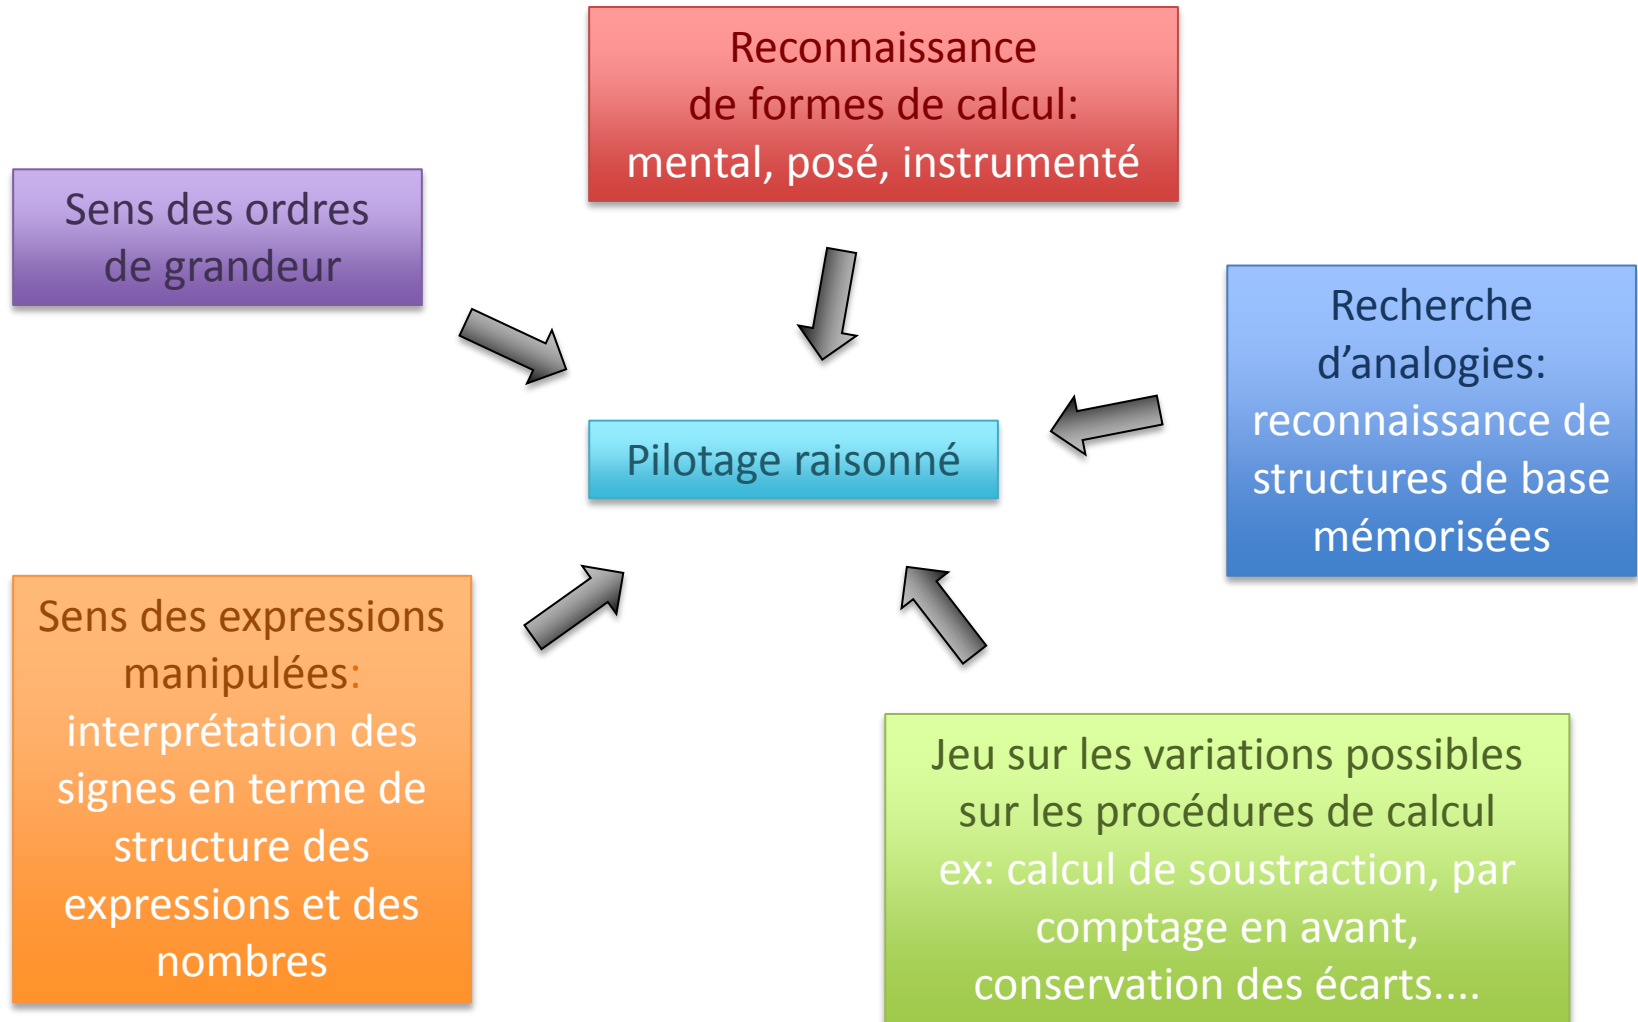 Reconnaissance
de formes de calcul:
mental, posé, instrumenté
Sens des ordres
de grandeur
Recherche
d’analogies:
reconnaissance de
structures de base
mémorisées
Pilotage raisonné
Sens des expressions
manipulées:
interprétation des
signes en terme de
structure des
expressions et des
nombres
Jeu sur les variations possibles
sur les procédures de calcul
ex: calcul de soustraction, par
comptage en avant,
conservation des écarts....